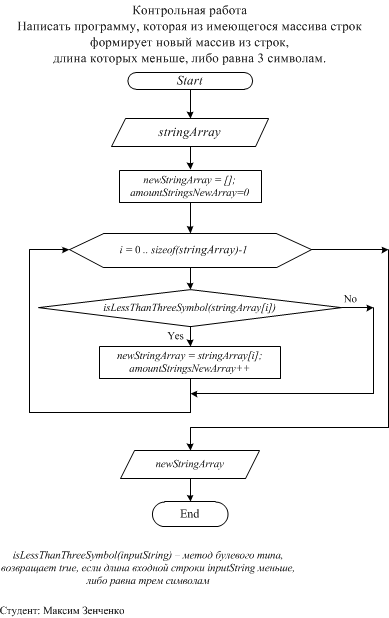 Контрольная работа
Написать программу, которая из имеющегося массива строк
формирует новый массив из строк,
длина которых меньше, либо равна 3 символам.
Start
stringArray
newStringArray = [];
amountStringsNewArray=0
i = 0 .. sizeof(stringArray)-1
isLessThanThreeSymbol(stringArray[i])
No
Yes
newStringArray = stringArray[i];
amountStringsNewArray++
newStringArray
End
isLessThanThreeSymbol(inputString) – метод булевого типа,
возвращает true, если длина входной строки inputString меньше,
либо равна трем символам
Студент: Максим Зенченко